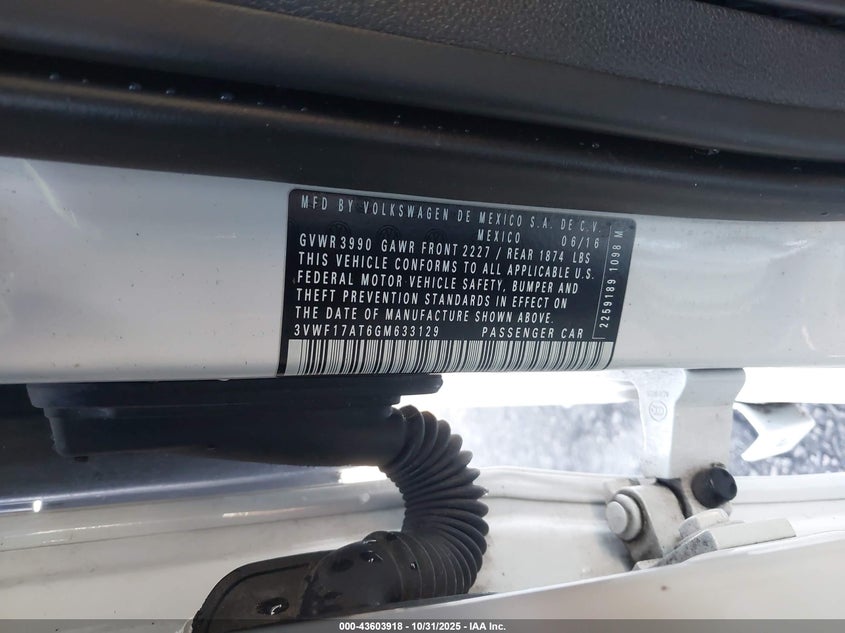 MFD BY VOLKSWAGEN DE MEXICO S.A. DE C.V.
MEXICO 06/16
GVWR 3990 GAWR FRONT 2227 / REAR 1874 LBS
THIS VEHICLE CONFORMS TO ALL APPLICABLE U.S.
FEDERAL MOTOR VEHICLE SAFETY, BUMPER AND
THEFT PREVENTION STANDARDS IN EFFECT ON
THE DATE OF MANUFACTURE SHOWN ABOVE.
3VWF17AT6GM633129 PASSENGER CAR
2259189 1098 M
000-43603918 - 10/31/2025 - IAA Inc.